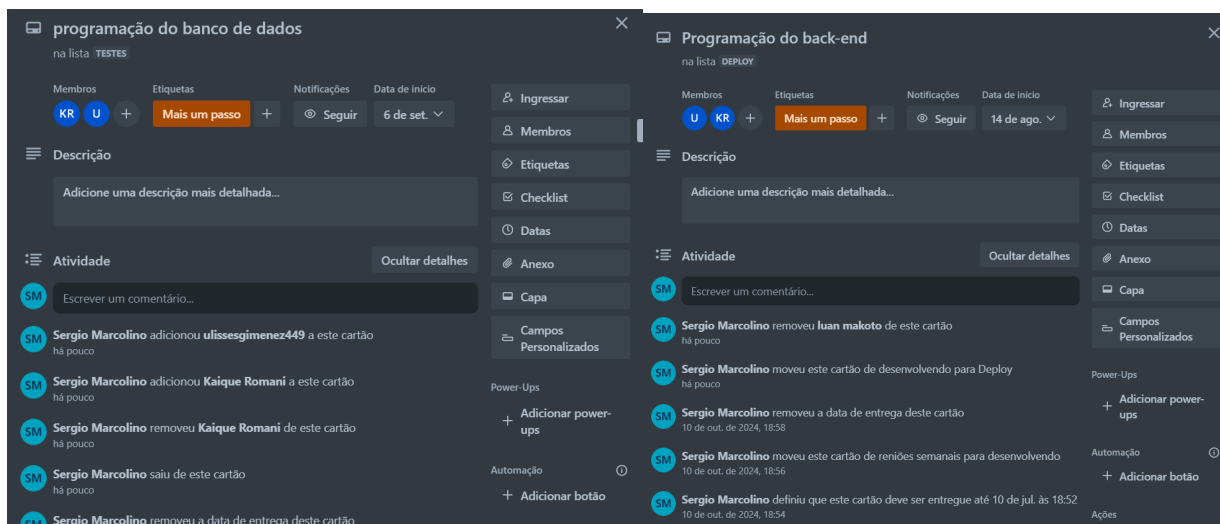 programação do banco de dados
na lista TESTES
Membros
Etiquetas
Notificações
Data de início
KR
U
Mais um passo
Seguir
6 de set.
Descrição
Adicione uma descrição mais detalhada...
Atividade
Ocultar detalhes
SM
Escrever um comentário...
SM
Sergio Marcolino adicionou ulissesgimenez449 a este cartão
há pouco
SM
Sergio Marcolino adicionou Kaique Romani a este cartão
há pouco
SM
Sergio Marcolino removeu Kaique Romani de este cartão
há pouco
SM
Sergio Marcolino saiu de este cartão
há pouco
SM
Sergio Marcolino removeu a data de entrega deste cartão
Ingressar
Membros
Etiquetas
Checklist
Datas
Anexo
Capa
Campos
Personalizados
Power-Ups
Adicionar power-
ups
Automação
Adicionar botão
Programação do back-end
na lista DEPLOY
Membros
Etiquetas
Notificações
Data de início
U
KR
Mais um passo
Seguir
14 de ago.
Descrição
Adicione uma descrição mais detalhada...
Atividade
Ocultar detalhes
SM
Escrever um comentário...
SM
Sergio Marcolino removeu luan makoto de este cartão
há pouco
SM
Sergio Marcolino moveu este cartão de desenvolvendo para Deploy
há pouco
SM
Sergio Marcolino removeu a data de entrega deste cartão
10 de out. de 2024, 18:58
SM
Sergio Marcolino moveu este cartão de reniões semanais para desenvolvendo
10 de out. de 2024, 18:56
SM
Sergio Marcolino definiu que este cartão deve ser entregue até 10 de jul. às 18:52
10 de out. de 2024, 18:54
Ingressar
Membros
Etiquetas
Checklist
Datas
Anexo
Capa
Campos
Personalizados
Power-Ups
Adicionar power-
ups
Automação
Adicionar botão
Ações